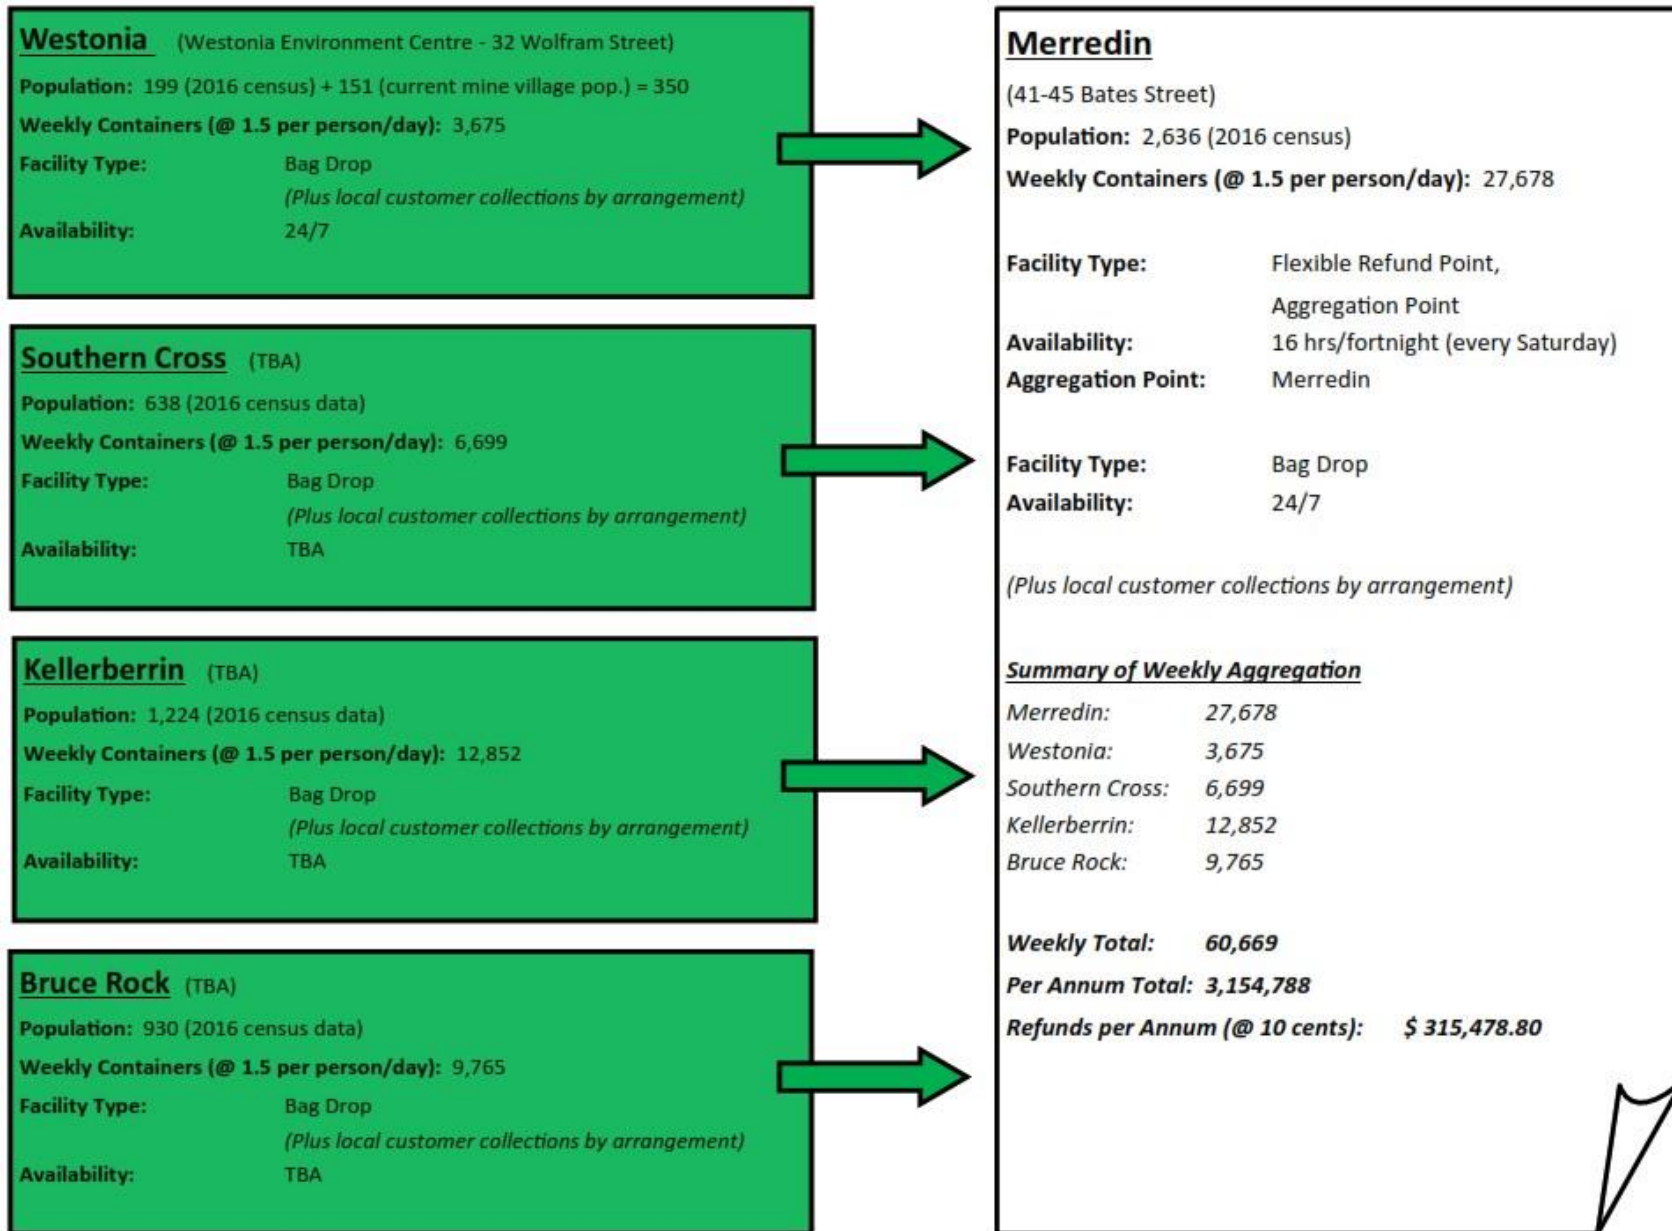 Westonia (Westonia Environment Centre - 32 Wolfram Street)
Population: 199 (2016 census) + 151 (current mine village pop.) = 350
Weekly Containers (@ 1.5 per person/day): 3,675
Facility Type: Bag Drop
(Plus local customer collections by arrangement)
Availability: 24/7
Southern Cross (TBA)
Population: 638 (2016 census data)
Weekly Containers (@ 1.5 per person/day): 6,699
Facility Type: Bag Drop
(Plus local customer collections by arrangement)
Availability: TBA
Kellerberrin (TBA)
Population: 1,224 (2016 census data)
Weekly Containers (@ 1.5 per person/day): 12,852
Facility Type: Bag Drop
(Plus local customer collections by arrangement)
Availability: TBA
Bruce Rock (TBA)
Population: 930 (2016 census data)
Weekly Containers (@ 1.5 per person/day): 9,765
Facility Type: Bag Drop
(Plus local customer collections by arrangement)
Availability: TBA
Merredin
(41-45 Bates Street)
Population: 2,636 (2016 census)
Weekly Containers (@ 1.5 per person/day): 27,678
Facility Type: Flexible Refund Point,
Aggregation Point
Availability: 16 hrs/fortnight (every Saturday)
Aggregation Point: Merredin
Facility Type: Bag Drop
Availability: 24/7
(Plus local customer collections by arrangement)
Summary of Weekly Aggregation
Merredin: 27,678
Westonia: 3,675
Southern Cross: 6,699
Kellerberrin: 12,852
Bruce Rock: 9,765
Weekly Total: 60,669
Per Annum Total: 3,154,788
Refunds per Annum (@ 10 cents): $ 315,478.80